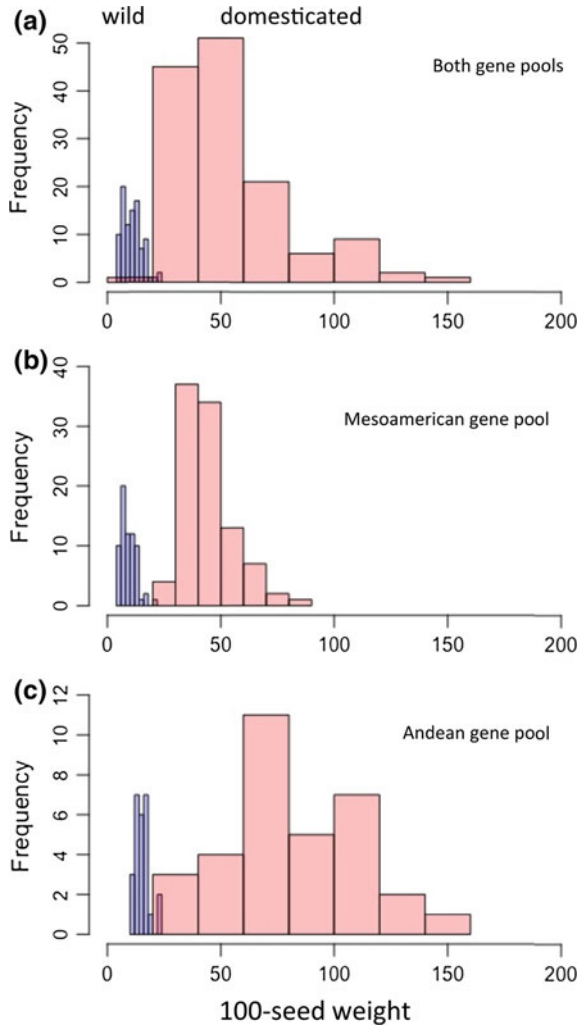 (a) wild domesticated
Both gene pools
Frequency
0 10 20 30 40 50
0 50 100 150 200
(b)
Mesoamerican gene pool
Frequency
0 10 20 30 40
0 50 100 150 200
(c)
Andean gene pool
Frequency
0 2 4 6 8 10 12
0 50 100 150 200
100-seed weight